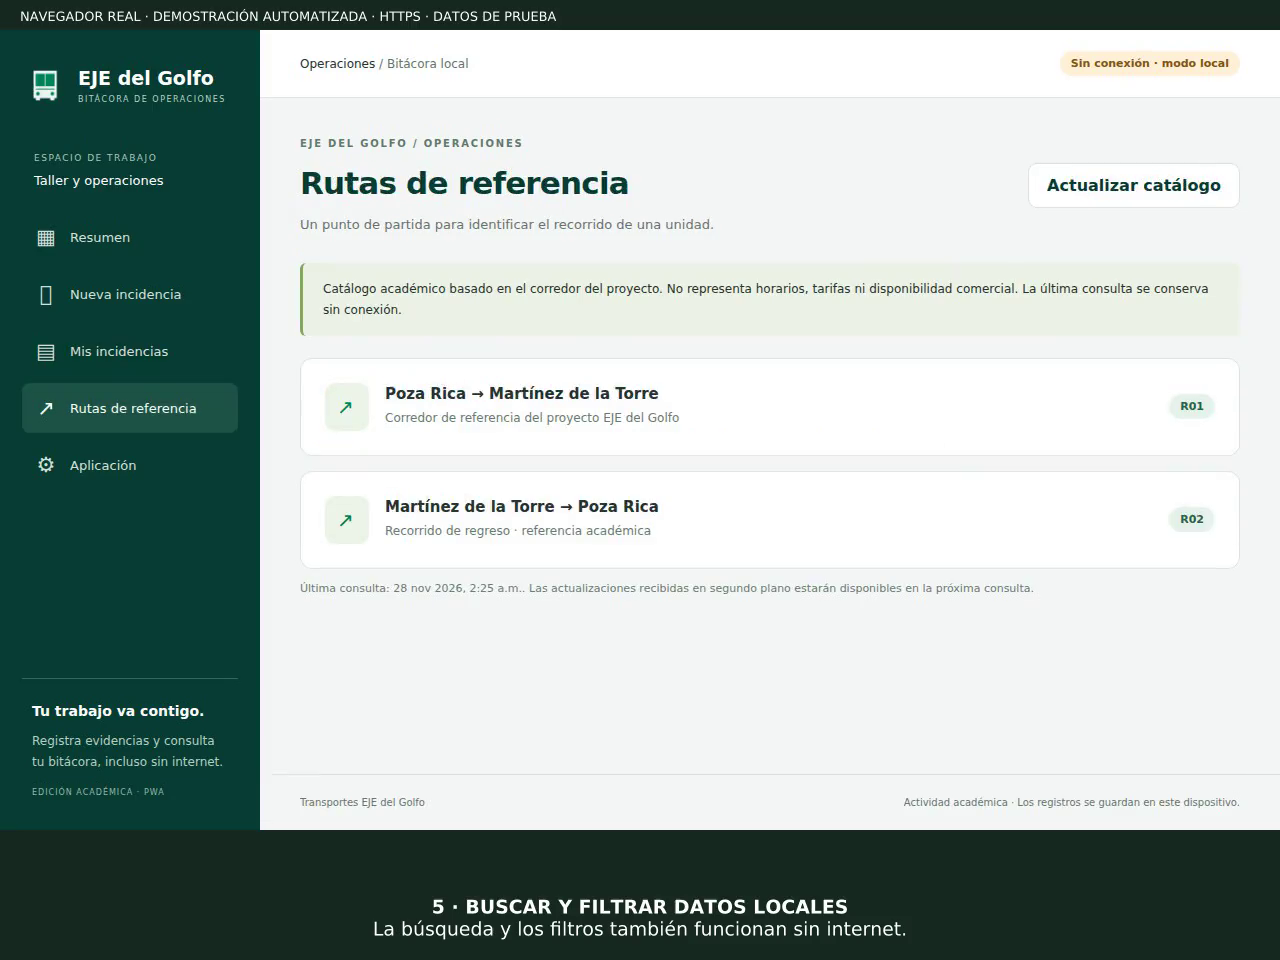 NAVEGADOR REAL · DEMOSTRACIÓN AUTOMATIZADA · HTTPS · DATOS DE PRUEBA
EJE del Golfo
BITÁCORA DE OPERACIONES
ESPACIO DE TRABAJO
Taller y operaciones
Resumen
Nueva incidencia
Mis incidencias
Rutas de referencia
Aplicación
Tu trabajo va contigo.
Registra evidencias y consulta
tu bitácora, incluso sin internet.
EDICIÓN ACADÉMICA · PWA
Operaciones / Bitácora local
Sin conexión · modo local
EJE DEL GOLFO / OPERACIONES
Rutas de referencia
Actualizar catálogo
Un punto de partida para identificar el recorrido de una unidad.
Catálogo académico basado en el corredor del proyecto. No representa horarios, tarifas ni disponibilidad comercial. La última consulta se conserva
sin conexión.
Poza Rica → Martínez de la Torre
Corredor de referencia del proyecto EJE del Golfo
R01
Martínez de la Torre → Poza Rica
Recorrido de regreso · referencia académica
R02
Última consulta: 28 nov 2026, 2:25 a.m.. Las actualizaciones recibidas en segundo plano estarán disponibles en la próxima consulta.
Transportes EJE del Golfo
Actividad académica · Los registros se guardan en este dispositivo.
5 · BUSCAR Y FILTRAR DATOS LOCALES
La búsqueda y los filtros también funcionan sin internet.